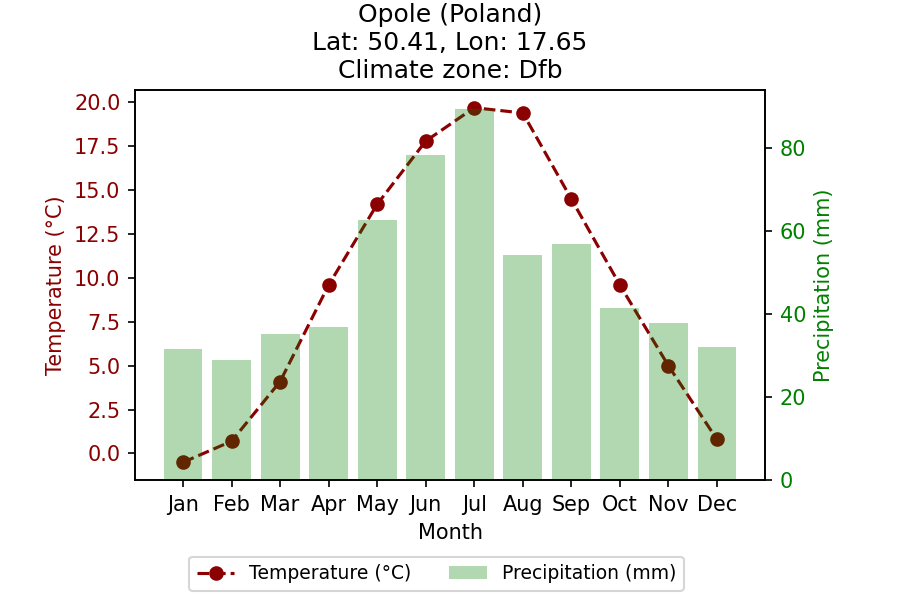 Opole (Poland)
Lat: 50.41, Lon: 17.65
Climate zone: Dfb
Temperature (°C)
20.0
17.5
15.0
12.5
10.0
7.5
5.0
2.5
0.0
80
60
40
20
0
Precipitation (mm)
Jan Feb Mar Apr May Jun Jul Aug Sep Oct Nov Dec
Month
Temperature (°C) Precipitation (mm)